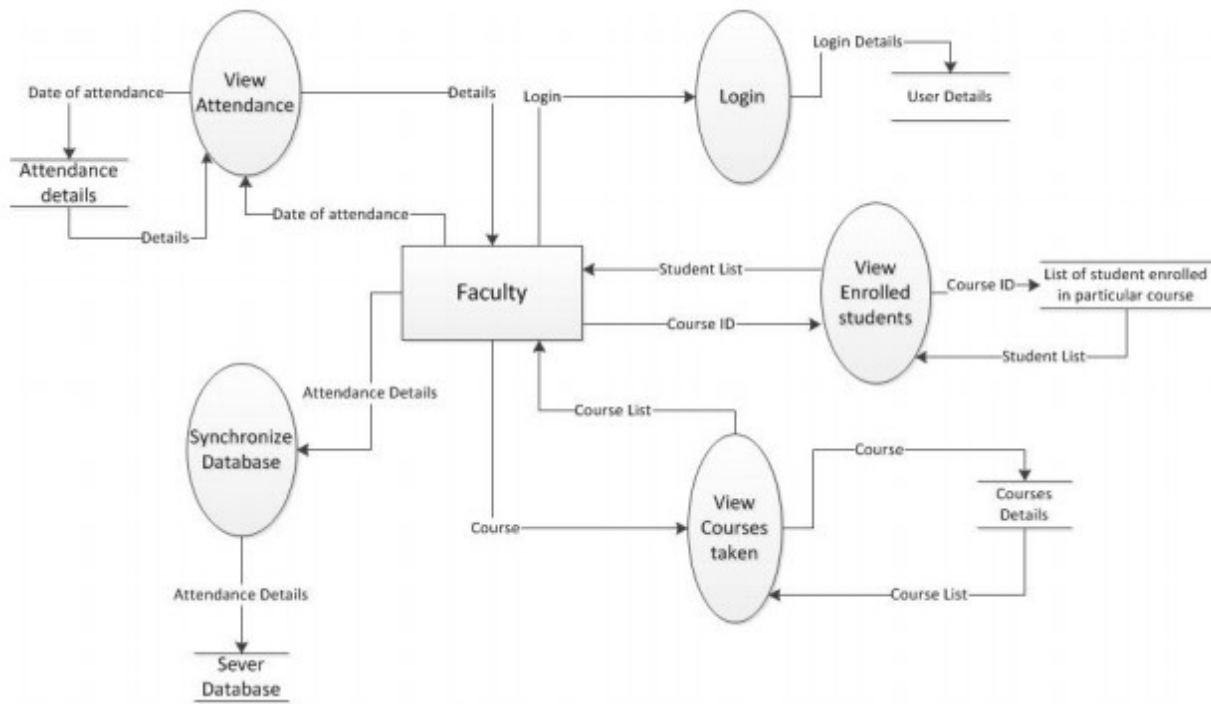 View
Attendance
Date of attendance
Details
Login
Login
Login Details
User Details
Attendance
details
Details
Date of attendance
Faculty
Student List
Course ID
View
Enrolled
students
Course ID
List of student enrolled
in particular course
Student List
Attendance Details
Course List
Synchronize
Database
Course
View
Courses
taken
Course
Courses
Details
Course List
Attendance Details
Sever
Database